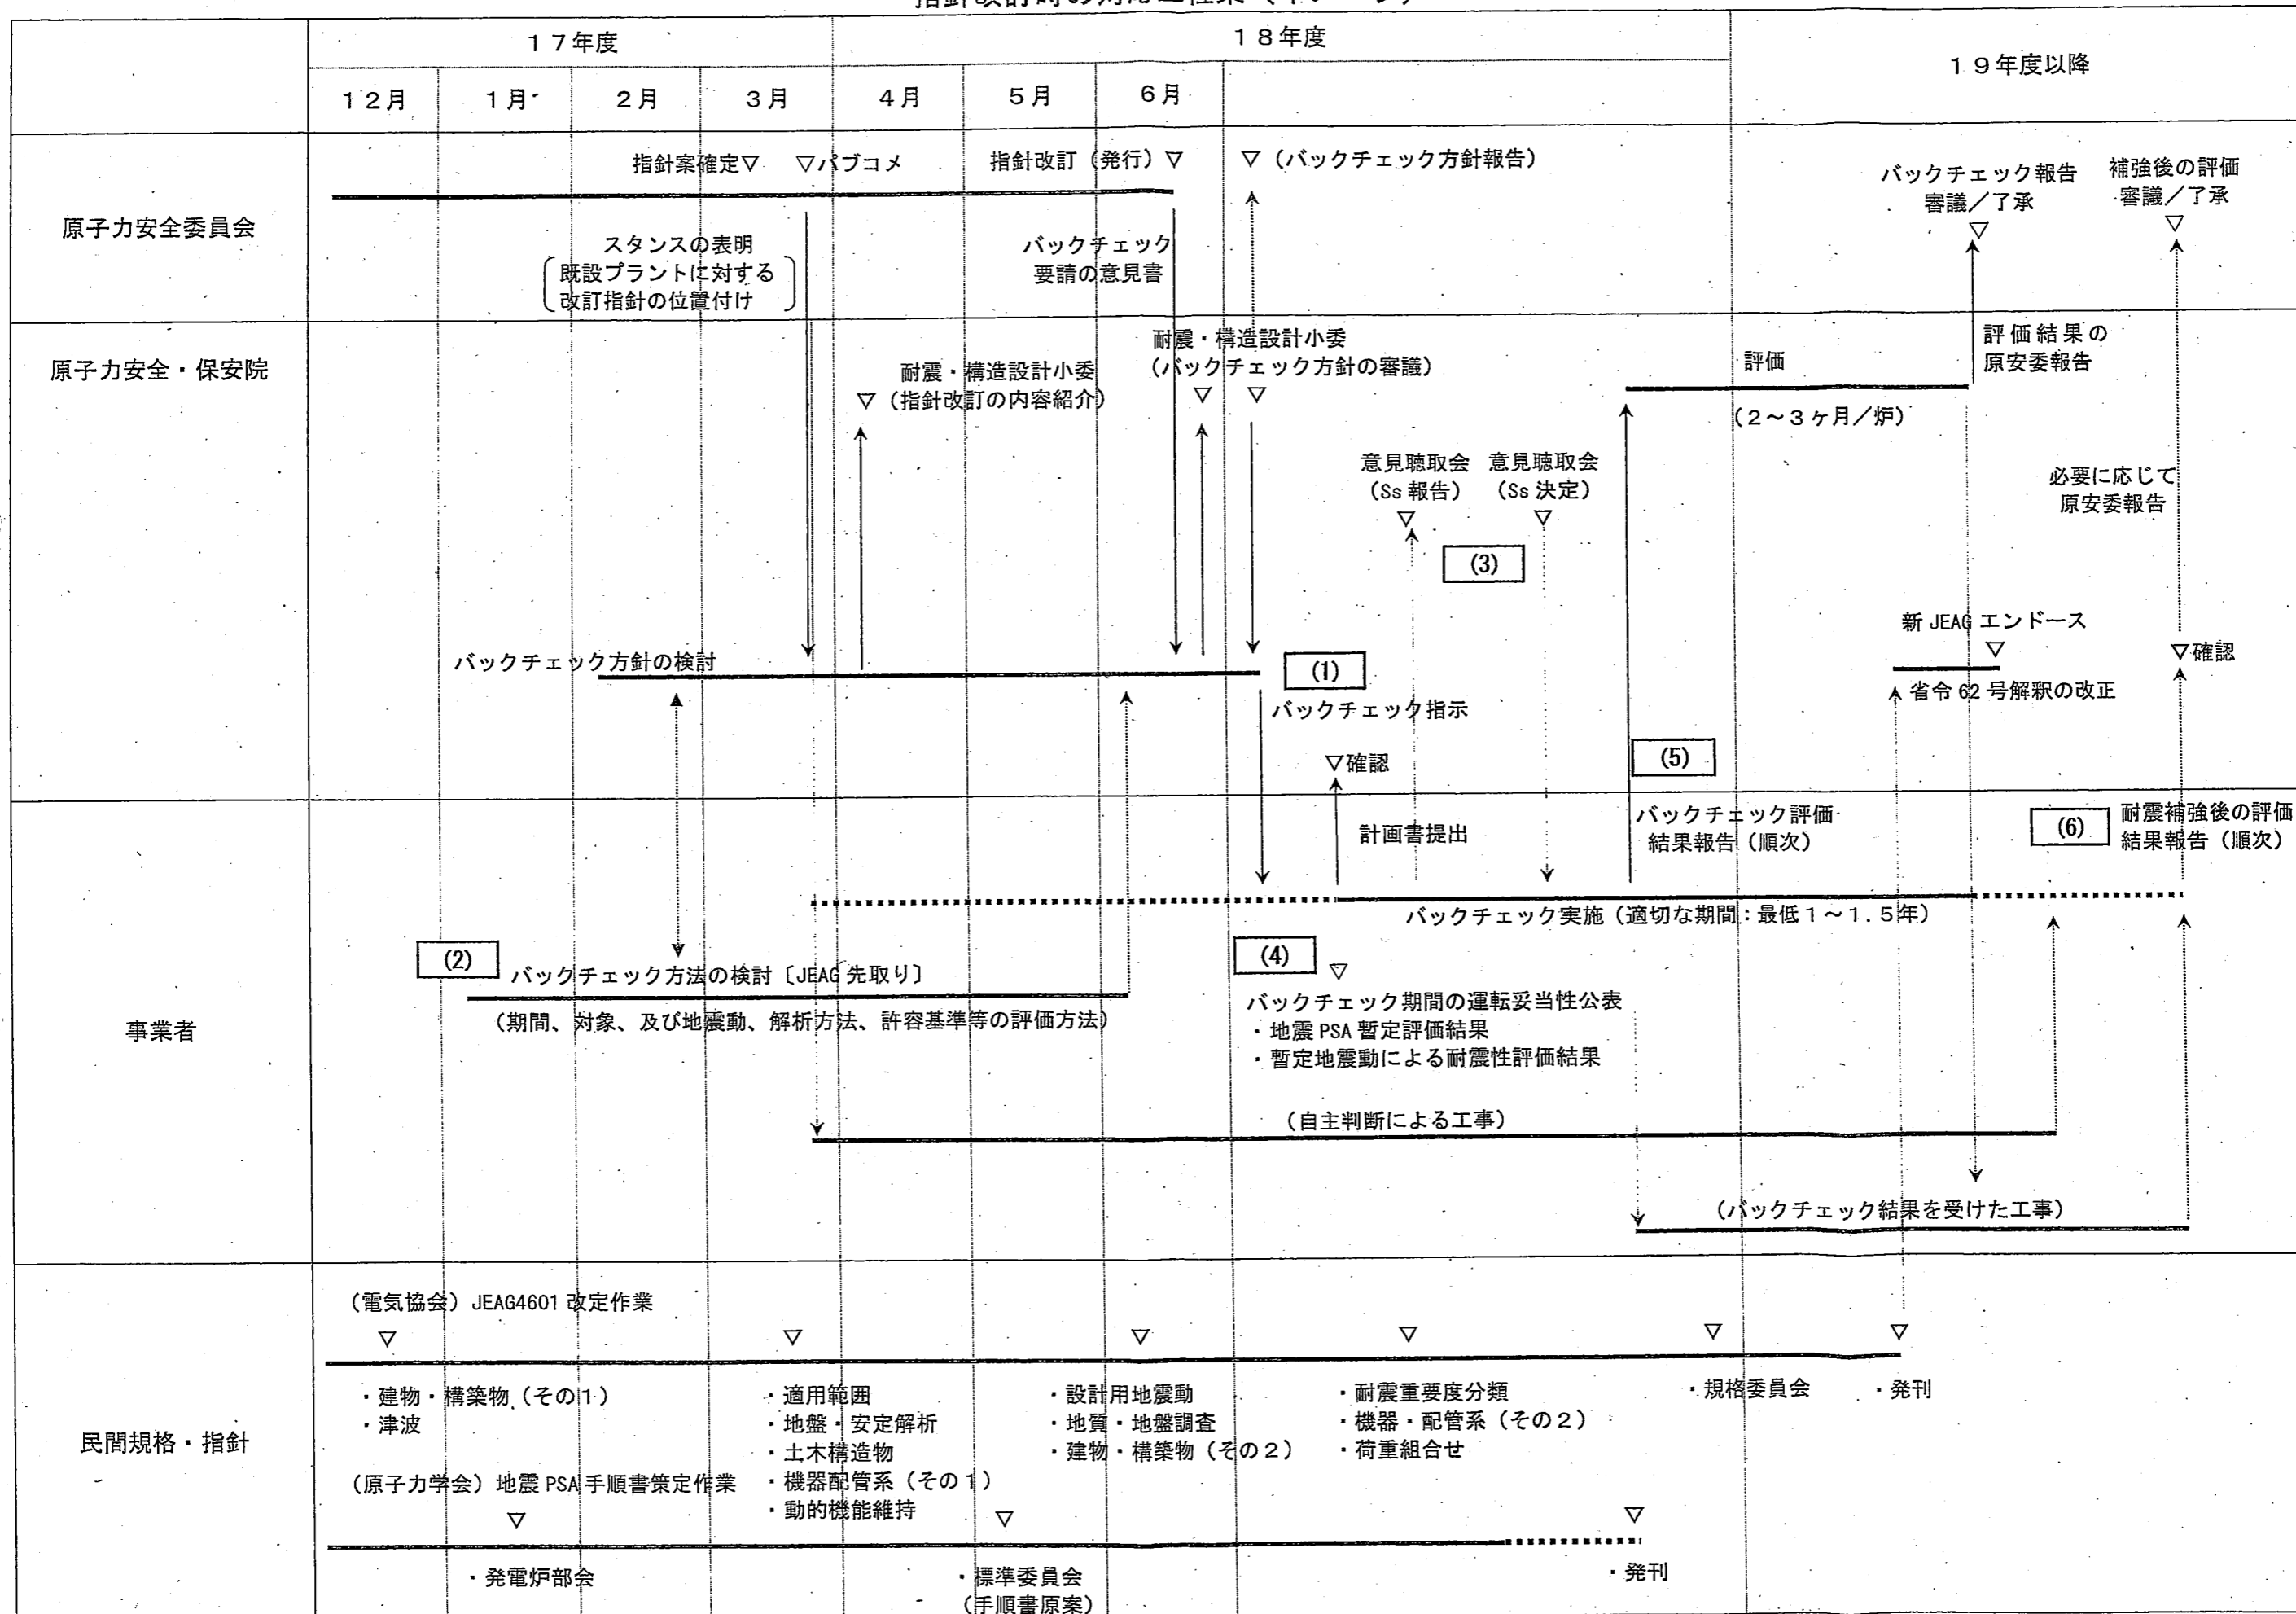 指針改訂時の対応工程案（イメージ）
17年度
18年度
19年度以降
12月
1月
2月
3月
4月
5月
6月
原子力安全委員会
指針案確定▽
▽パブコメ
指針改訂（発行）▽
▽（バックチェック方針報告）
バックチェック報告
審議／了承
▽
補強後の評価
審議／了承
▽
スタンスの表明
既設プラントに対する
改訂指針の位置付け
バックチェック
要請の意見書
原子力安全・保安院
耐震・構造設計小委
▽（指針改訂の内容紹介）
耐震・構造設計小委
（バックチェック方針の審議）
▽ ▽
評価
（2～3ヶ月／炉）
評価結果の
原安委報告
意見聴取会
（Ss 報告）
▽
意見聴取会
（Ss 決定）
▽
(3)
必要に応じて
原安委報告
新 JEAG エンドース
▽
省令 62 号解釈の改正
▽確認
バックチェック方針の検討
(1)
バックチェック指示
▽確認
(5)
事業者
計画書提出
バックチェック評価
結果報告（順次）
(6)
耐震補強後の評価
結果報告（順次）
バックチェック実施（適切な期間：最低1～1.5年）
(2)
バックチェック方法の検討〔JEAG 先取り〕
（期間、対象、及び地震動、解析方法、許容基準等の評価方法）
(4)
▽
バックチェック期間の運転妥当性公表
・地震 PSA 暫定評価結果
・暫定地震動による耐震性評価結果
（自主判断による工事）
（バックチェック結果を受けた工事）
民間規格・指針
（電気協会）JEAG4601 改定作業
▽ ▽ ▽ ▽ ▽ ▽
・建物・構築物（その1）
・津波
・適用範囲
・地盤・安定解析
・土木構造物
・機器配管系（その1）
・動的機能維持
・設計用地震動
・地質・地盤調査
・建物・構築物（その2）
・耐震重要度分類
・機器・配管系（その2）
・荷重組合せ
・規格委員会
・発刊
（原子力学会）地震 PSA 手順書策定作業
▽ ▽ ▽
・発電炉部会
・標準委員会
（手順書原案）
・発刊